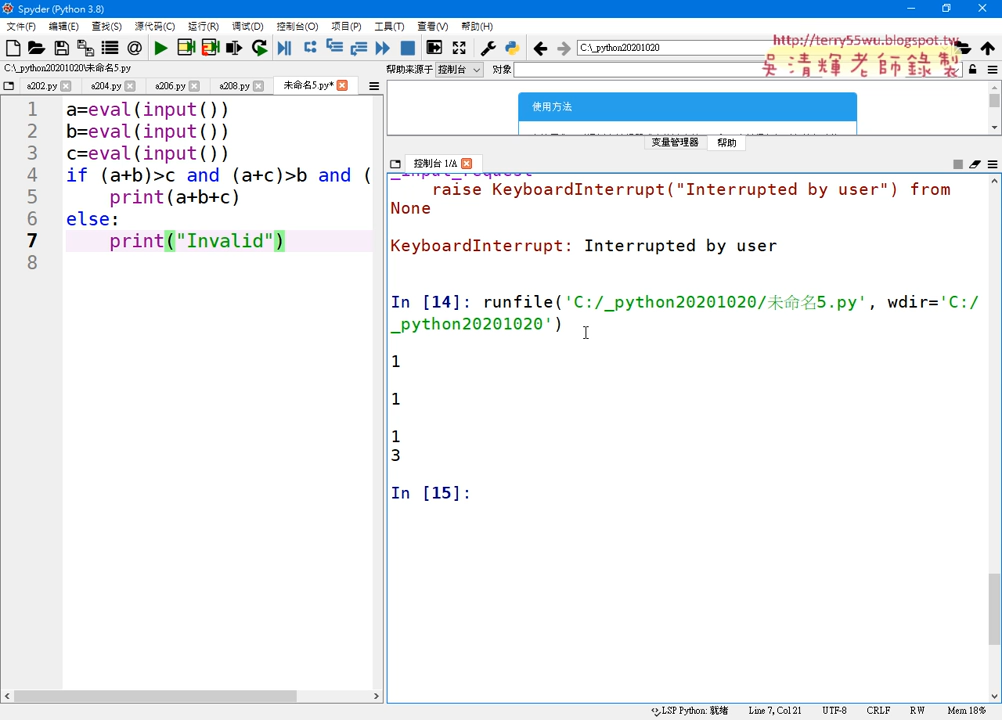 Spyder (Python 3.8)
文件(F) 编辑(E) 查找(S) 源代码(C) 运行(R) 调试(D) 控制台(O) 项目(P) 工具(T) 查看(V) 帮助(H)
C:\_python20201020
http://terry55wu.blogspot.tw
吳清輝老師錄製
C:\_python20201020\未命名5.py
帮助来源于 控制台 对象
a202.py a204.py a206.py a208.py 未命名5.py*
使用方法
变量管理器 帮助
控制台 1/A
1 a=eval(input())
2 b=eval(input())
3 c=eval(input())
4 if (a+b)>c and (a+c)>b and (
5 print(a+b+c)
6 else:
7 print("Invalid")
8
_input_request
raise KeyboardInterrupt("Interrupted by user") from
None
KeyboardInterrupt: Interrupted by user
In [14]: runfile('C:/_python20201020/未命名5.py', wdir='C:/
_python20201020')
1
1
1
3
In [15]:
LSP Python: 就绪 Line 7, Col 21 UTF-8 CRLF RW Mem 18%